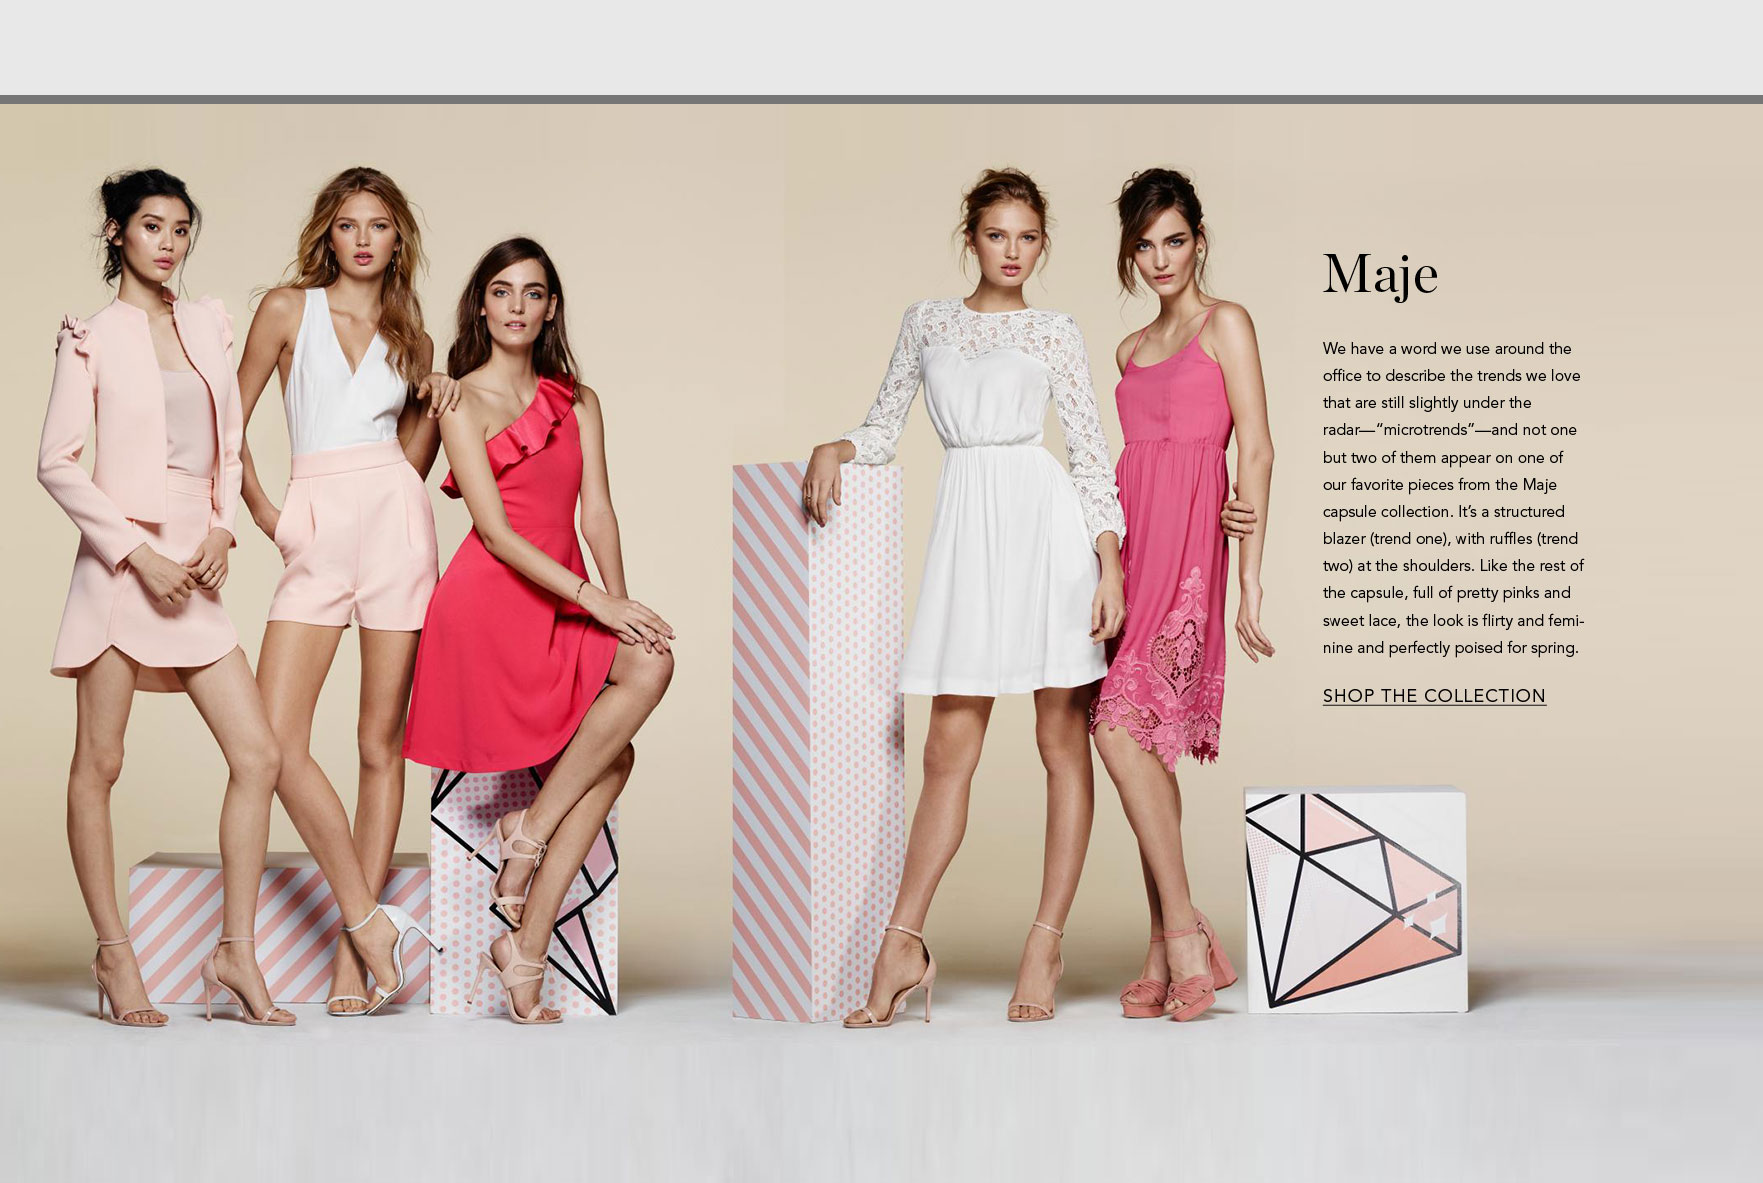 Maje
We have a word we use around the
office to describe the trends we love
that are still slightly under the
radar—“microtrends”—and not one
but two of them appear on one of
our favorite pieces from the Maje
capsule collection. It’s a structured
blazer (trend one), with ruffles (trend
two) at the shoulders. Like the rest of
the capsule, full of pretty pinks and
sweet lace, the look is flirty and femi-
nine and perfectly poised for spring.
SHOP THE COLLECTION